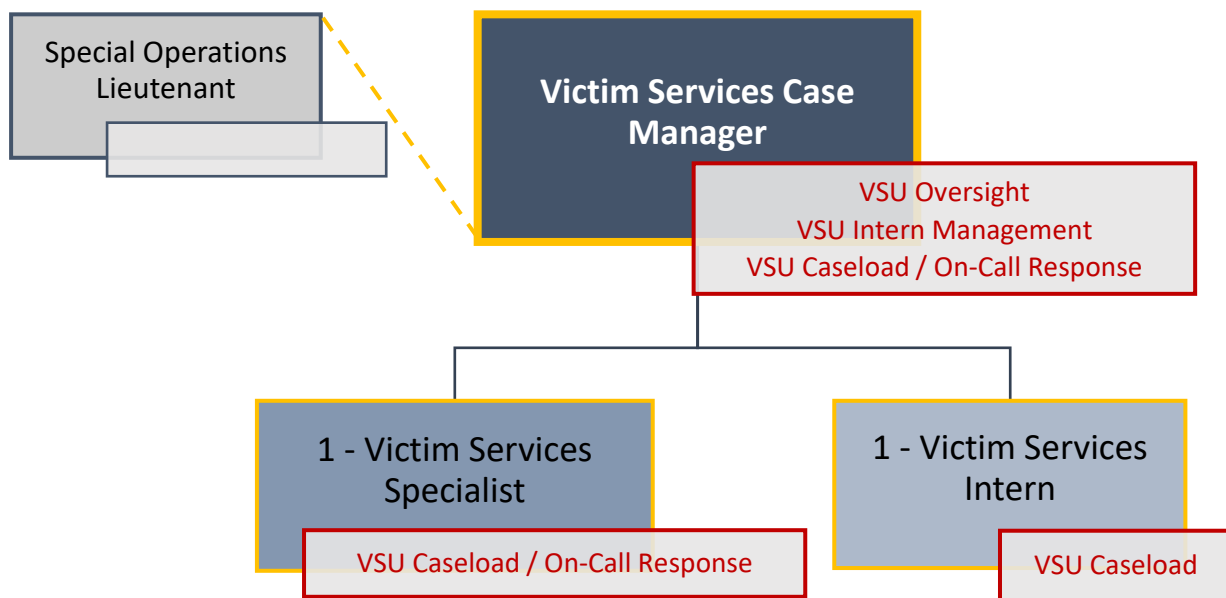 Special Operations
Lieutenant
Victim Services Case
Manager
VSU Oversight
VSU Intern Management
VSU Caseload / On-Call Response
1 - Victim Services
Specialist
VSU Caseload / On-Call Response
1 - Victim Services
Intern
VSU Caseload